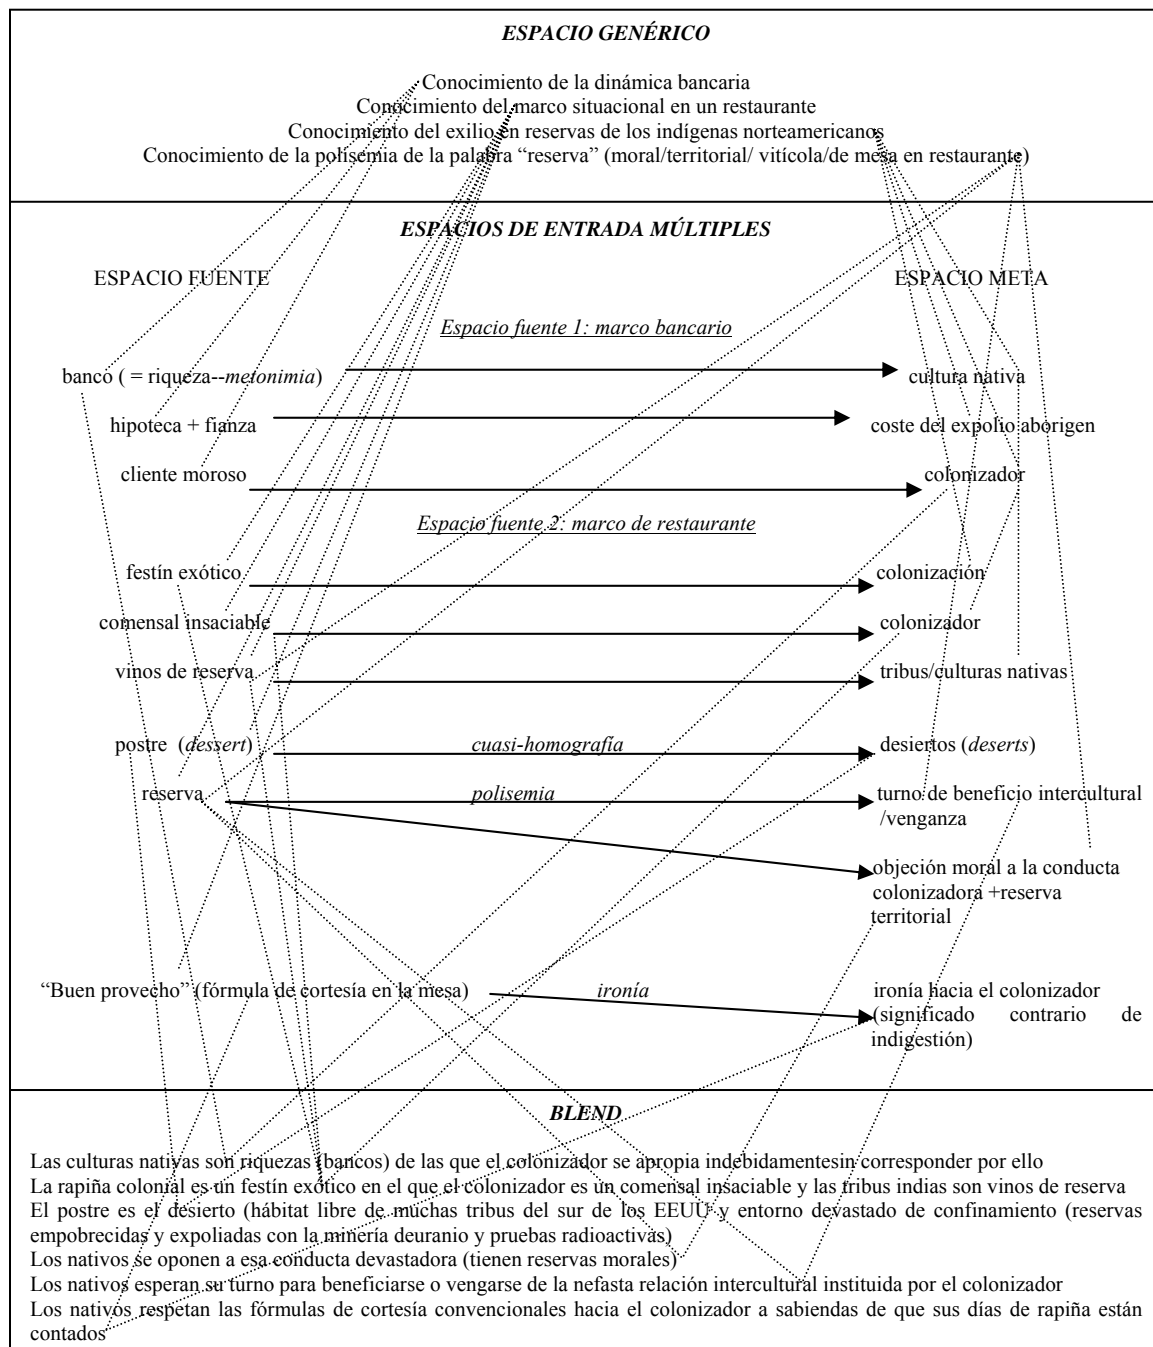 ESPACIO GENÉRICO
Conocimiento de la dinámica bancaria
Conocimiento del marco situacional en un restaurante
Conocimiento del exilio en reservas de los indígenas norteamericanos
Conocimiento de la polisemia de la palabra “reserva” (moral/territorial/ vitícola/de mesa en restaurante)
ESPACIOS DE ENTRADA MÚLTIPLES
ESPACIO FUENTE ESPACIO META
Espacio fuente 1: marco bancario
banco ( = riqueza--metonimia) cultura nativa
hipoteca + fianza coste del expolio aborigen
cliente moroso colonizador
Espacio fuente 2: marco de restaurante
festín exótico colonización
comensal insaciable colonizador
vinos de reserva tribus/culturas nativas
postre (dessert) cuasi-homografía desiertos (deserts)
reserva polisemia turno de beneficio intercultural
/venganza
objeción moral a la conducta
colonizadora +reserva
territorial
“Buen provecho” (fórmula de cortesía en la mesa) ironía ironía hacia el colonizador
(significado contrario de
indigestión)
BLEND
Las culturas nativas son riquezas (bancos) de las que el colonizador se apropia indebidamentesin corresponder por ello
La rapiña colonial es un festín exótico en el que el colonizador es un comensal insaciable y las tribus indias son vinos de reserva
El postre es el desierto (hábitat libre de muchas tribus del sur de los EEUU y entorno devastado de confinamiento (reservas
empobrecidas y expoliadas con la minería deuranio y pruebas radioactivas)
Los nativos se oponen a esa conducta devastadora (tienen reservas morales)
Los nativos esperan su turno para beneficiarse o vengarse de la nefasta relación intercultural instituida por el colonizador
Los nativos respetan las fórmulas de cortesía convencionales hacia el colonizador a sabiendas de que sus días de rapiña están
contados